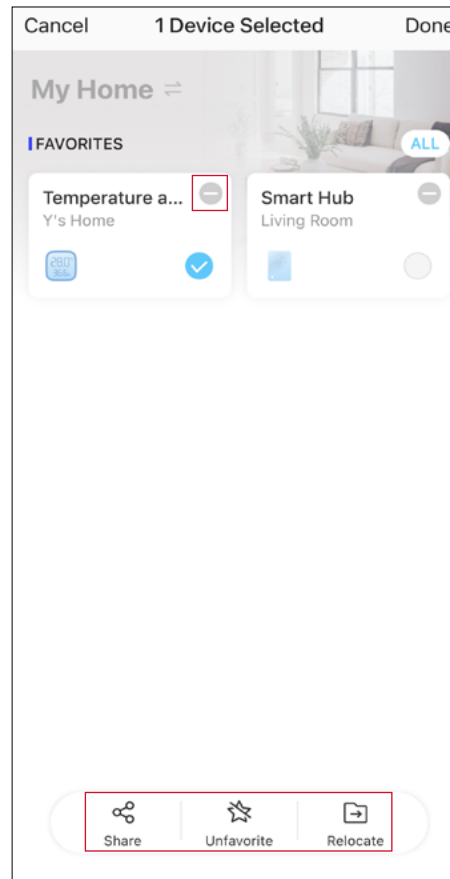 Cancel 1 Device Selected Done
My Home
FAVORITES ALL
Temperature a... Smart Hub
Y's Home Living Room
Share Unfavorite Relocate